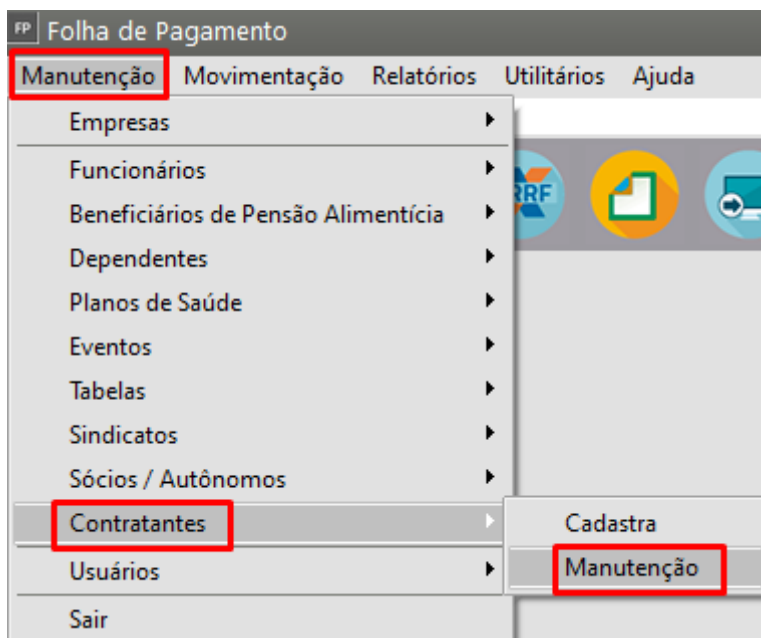 FP Folha de Pagamento
Manutenção Movimentação Relatórios Utilitários Ajuda
Empresas
Funcionários
RRF
Beneficiários de Pensão Alimentícia
Dependentes
Planos de Saúde
Eventos
Tabelas
Sindicatos
Sócios / Autônomos
Contratantes
Cadastra
Manutenção
Usuários
Sair